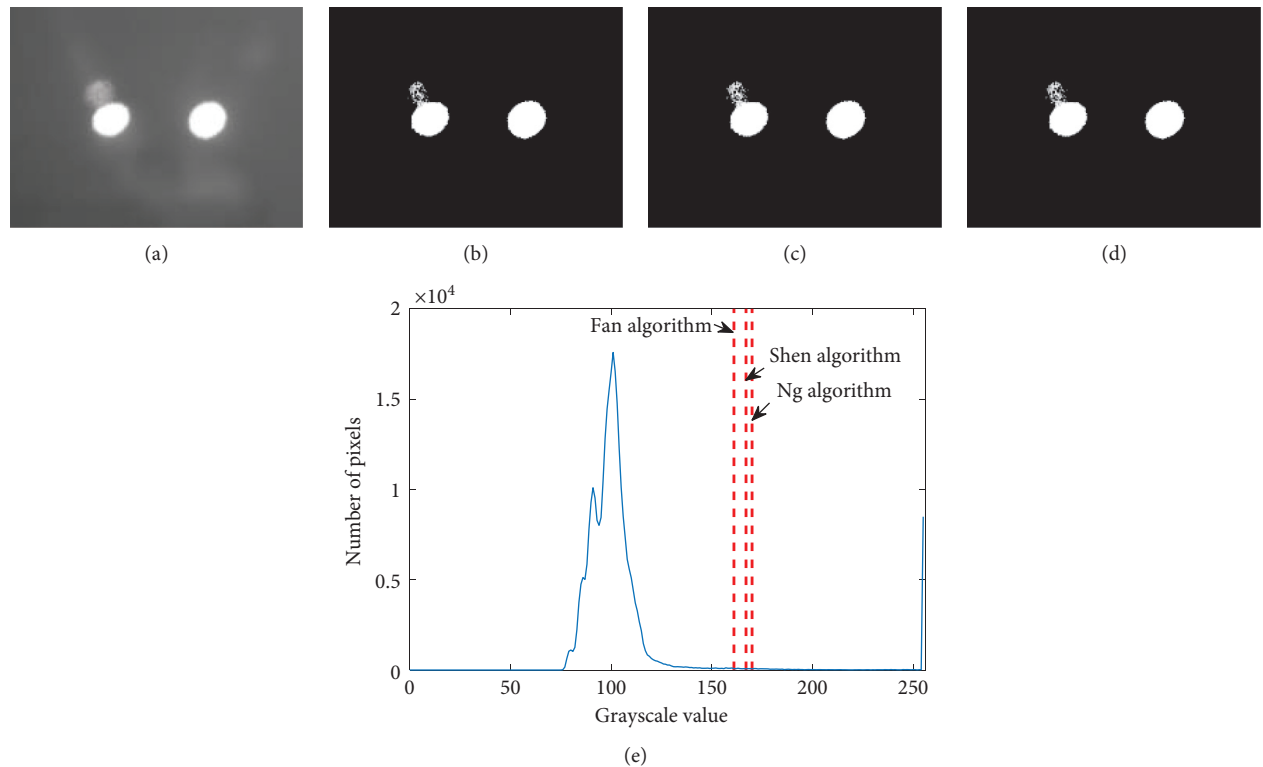 (a)
(b)
(c)
(d)
×10⁴
2
1.5
1
0.5
0
Number of pixels
Fan algorithm
Shen algorithm
Ng algorithm
0
50
100
150
200
250
Grayscale value
(e)